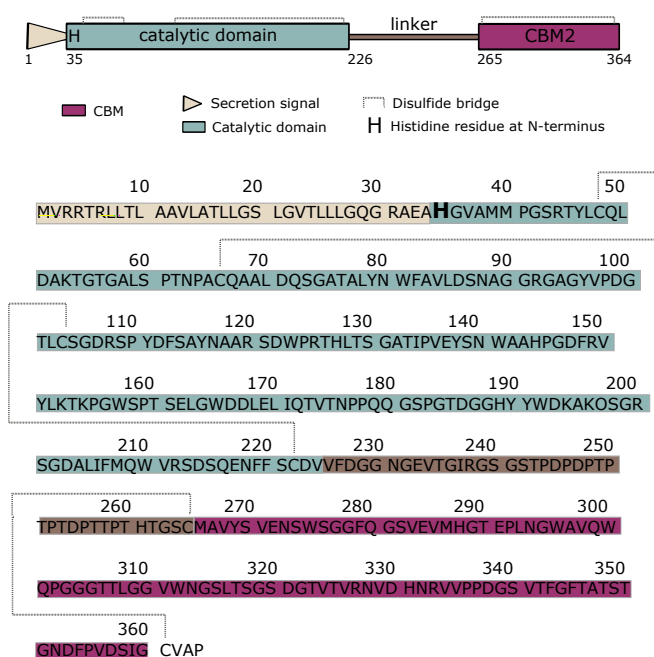 linker
H catalytic domain CBM2
1 35 226 265 364
CBM Secretion signal Disulfide bridge
Catalytic domain H Histidine residue at N-terminus
10 20 30 40 50
MVRRTRLLTL AAVLATLLGS LGVTLLLGQG RAEAHGVAMM PGSRTYLCQL
60 70 80 90 100
DAKTGTGALS PTNPACQAAL DQSGATALYN WFAVLDSNAG GRGAGYVPDG
110 120 130 140 150
TLCSGDRSPY DFSAYNAAR SDWPRTHLTS GATIPVEYSN WAAHPGDFRV
160 170 180 190 200
YLKTKPGWSPT SELGWDDLEL IQTVTNPPQQ GSPGTDGGHY YWDKAKOSGR
210 220 230 240 250
SGDALIFMQW VRSDSQENFF SCDVVFDGG NGEVTGIRGS GSTPDPDPTP
260 270 280 290 300
TPTDPTTPT HTGSCMAVYS VENSWSGGFQ GSVEVMHGT EPLNGWAVQW
310 320 330 340 350
QPGGGTTLGG VWNGSLTSGS DGTVTVRNVD HNRVVPPDGS VTFGFTATST
360
GNDFPVDSIG CVAP